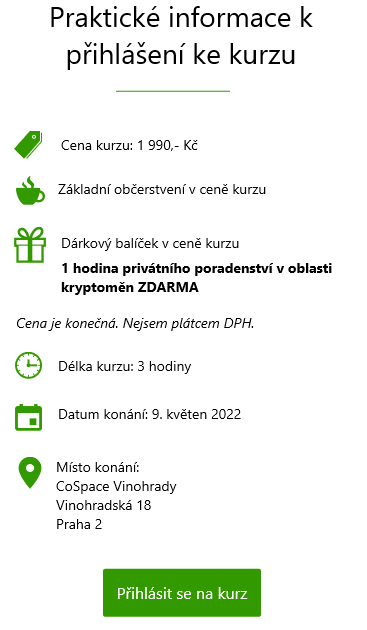 Praktické informace k
přihlášení ke kurzu
Cena kurzu: 1 990,- Kč
Základní občerstvení v ceně kurzu
Dárkový balíček v ceně kurzu
1 hodina privátního poradenství v oblasti
kryptoměn ZDARMA
Cena je konečná. Nejsem plátcem DPH.
Délka kurzu: 3 hodiny
Datum konání: 9. květen 2022
Místo konání:
CoSpace Vinohrady
Vinohradská 18
Praha 2
Přihlásit se na kurz